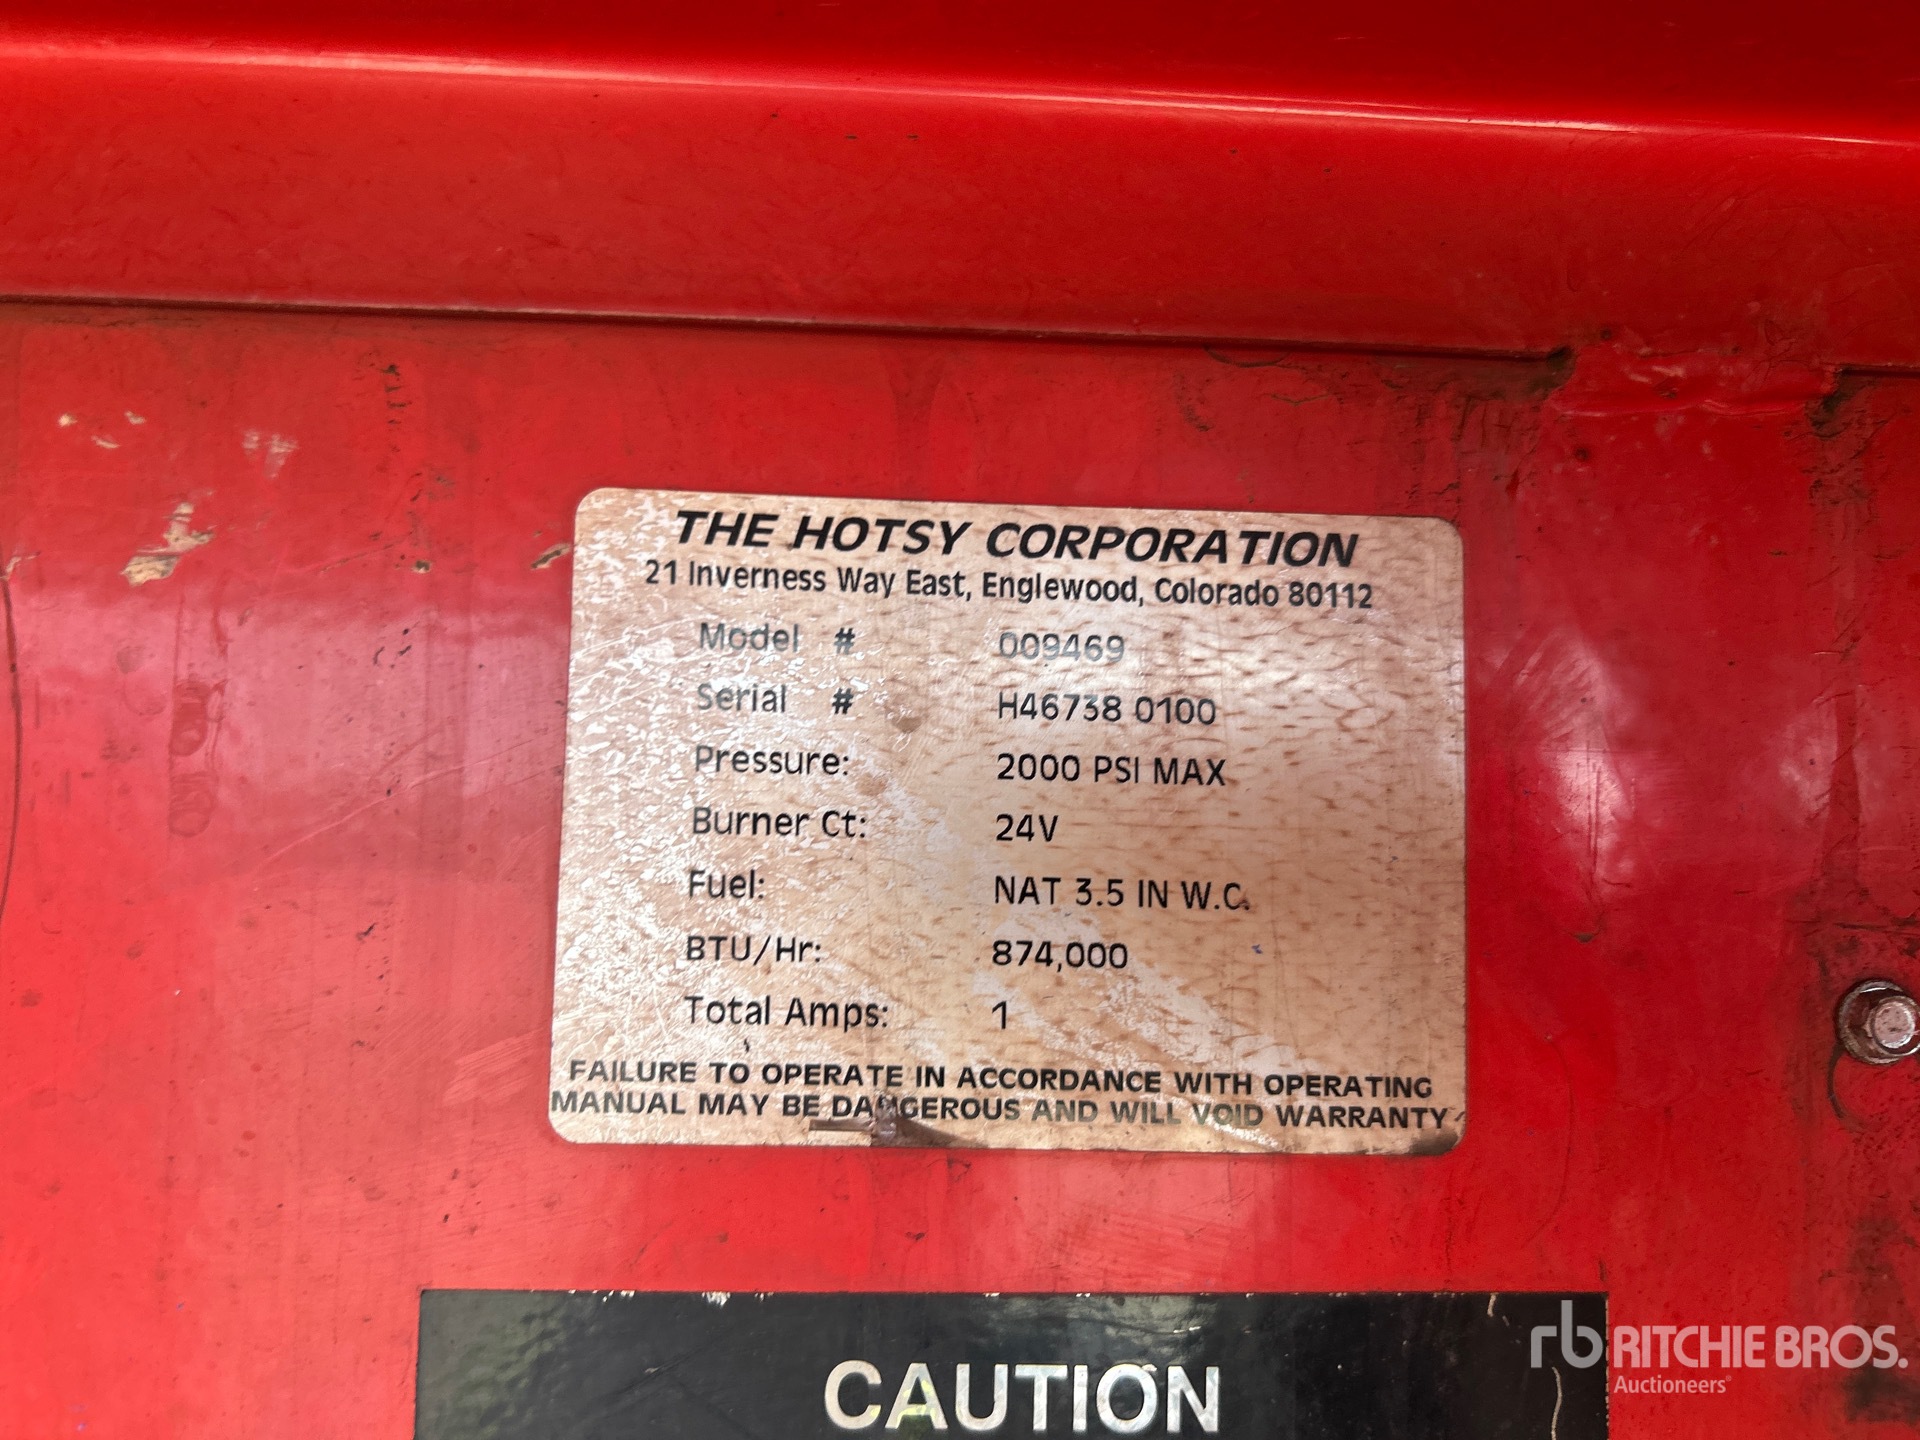 THE HOTSY CORPORATION
21 Inverness Way East, Englewood, Colorado 80112
Model # 009469
Serial # H46738 0100
Pressure: 2000 PSI MAX
Burner Ct: 24V
Fuel: NAT 3.5 IN W.C.
BTU/Hr: 874,000
Total Amps: 1
FAILURE TO OPERATE IN ACCORDANCE WITH OPERATING
MANUAL MAY BE DANGEROUS AND WILL VOID WARRANTY
CAUTION
rb RITCHIE BROS.
Auctioneers